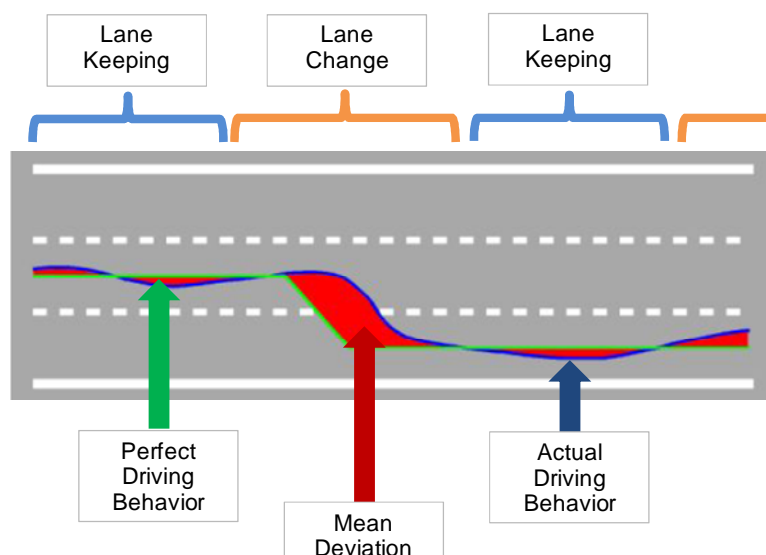 Lane
Keeping
Lane
Change
Lane
Keeping
Perfect
Driving
Behavior
Mean
Deviation
Actual
Driving
Behavior